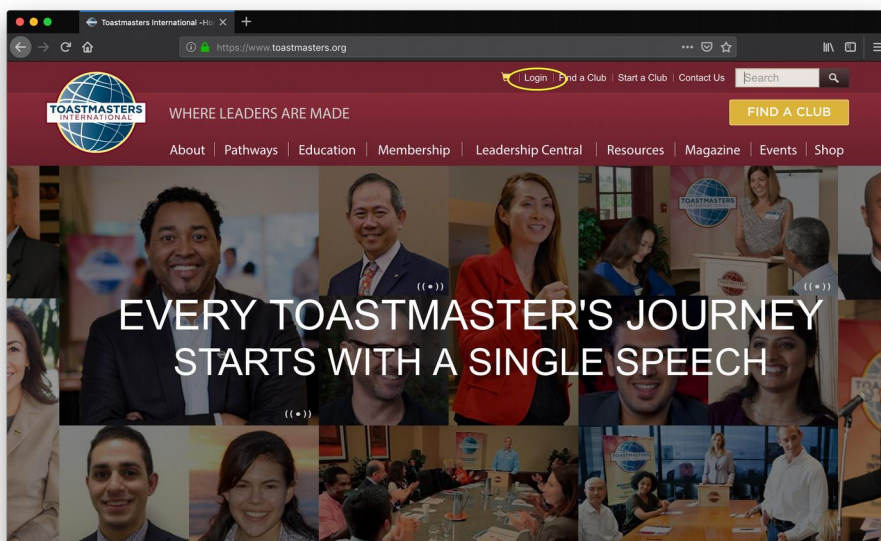 Toastmasters International -Ho
https://www.toastmasters.org
Login | Find a Club | Start a Club | Contact Us
Search
TOASTMASTERS
INTERNATIONAL
WHERE LEADERS ARE MADE
FIND A CLUB
About | Pathways | Education | Membership | Leadership Central | Resources | Magazine | Events | Shop
TOASTMASTERS
INTERNATIONAL
EVERY TOASTMASTER'S JOURNEY
STARTS WITH A SINGLE SPEECH